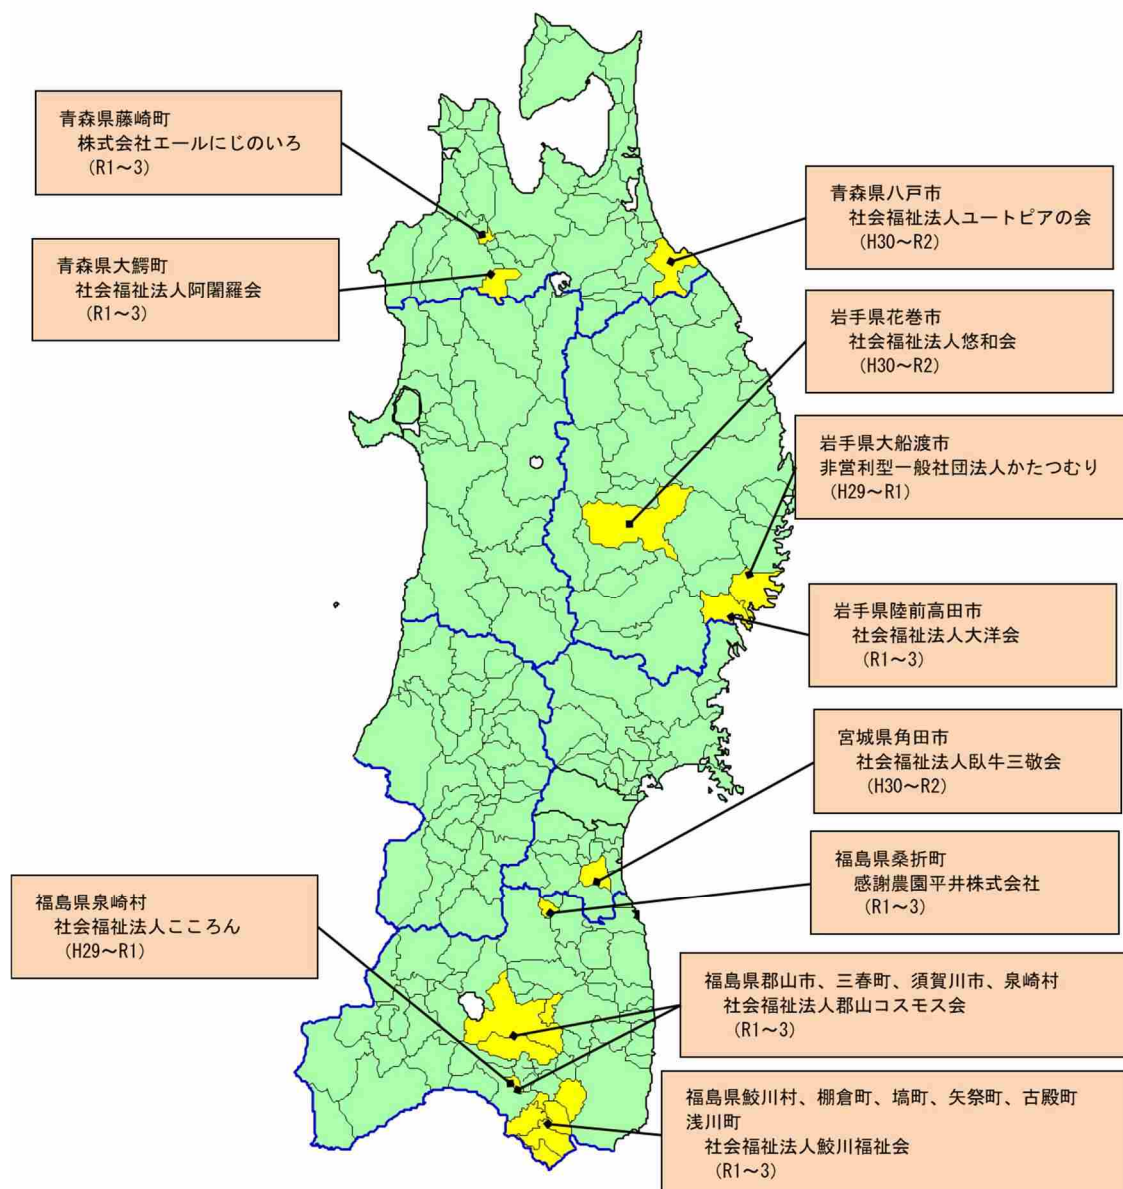 青森県藤崎町
株式会社エールにじのいろ
（R1～3）
青森県大鰐町
社会福祉法人阿闍羅会
（R1～3）
青森県八戸市
社会福祉法人ユートピアの会
（H30～R2）
岩手県花巻市
社会福祉法人悠和会
（H30～R2）
岩手県大船渡市
非営利型一般社団法人かたつむり
（H29～R1）
岩手県陸前高田市
社会福祉法人大洋会
（R1～3）
宮城県角田市
社会福祉法人臥牛三敬会
（H30～R2）
福島県桑折町
感謝農園平井株式会社
（R1～3）
福島県泉崎村
社会福祉法人こころん
（H29～R1）
福島県郡山市、三春町、須賀川市、泉崎村
社会福祉法人郡山コスモス会
（R1～3）
福島県鮫川村、棚倉町、塙町、矢祭町、古殿町
浅川町
社会福祉法人鮫川福祉会
（R1～3）